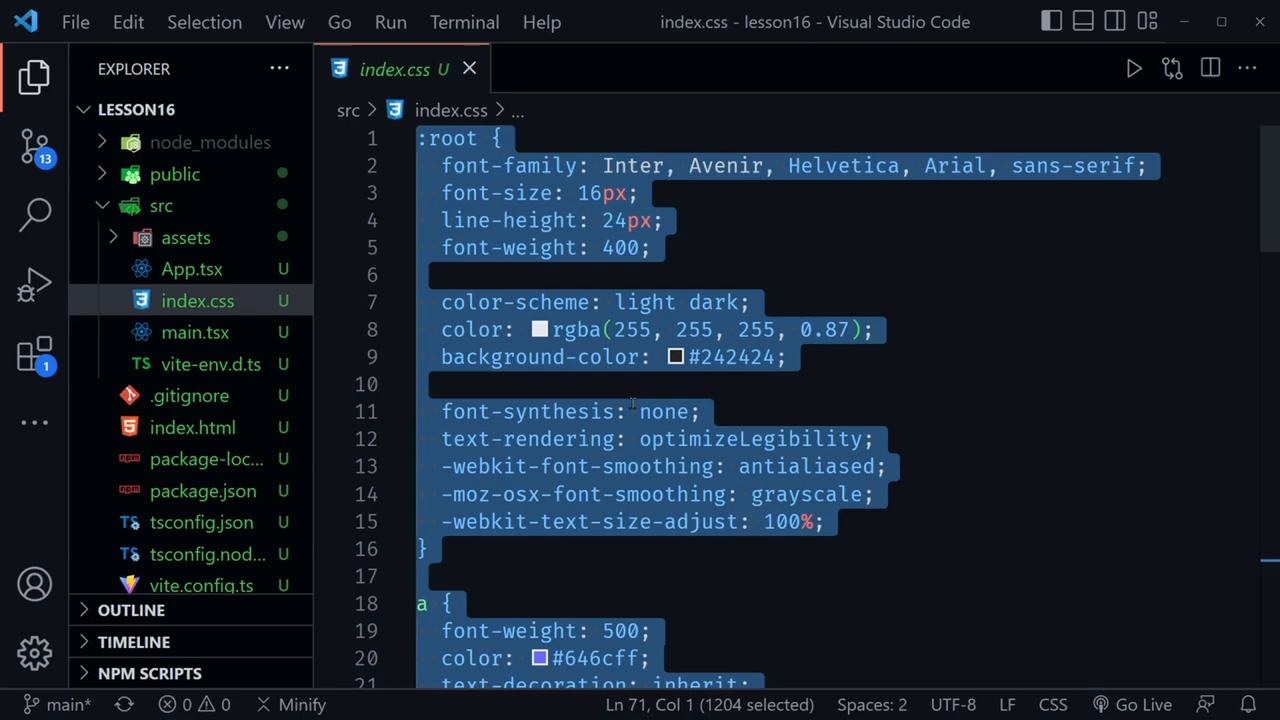 File Edit Selection View Go Run Terminal Help index.css - lesson16 - Visual Studio Code
EXPLORER
LESSON16
node_modules
public
src
assets
App.tsx U
index.css U
main.tsx U
TS vite-env.d.ts U
.gitignore U
index.html U
package-loc... U
package.json U
tsconfig.json U
tsconfig.nod... U
vite.config.ts U
OUTLINE
TIMELINE
NPM SCRIPTS
13
1
index.css U
src > index.css > ...
1 :root {
2 font-family: Inter, Avenir, Helvetica, Arial, sans-serif;
3 font-size: 16px;
4 line-height: 24px;
5 font-weight: 400;
6
7 color-scheme: light dark;
8 color: rgba(255, 255, 255, 0.87);
9 background-color: #242424;
10
11 font-synthesis: none;
12 text-rendering: optimizeLegibility;
13 -webkit-font-smoothing: antialiased;
14 -moz-osx-font-smoothing: grayscale;
15 -webkit-text-size-adjust: 100%;
16 }
17
18 a {
19 font-weight: 500;
20 color: #646cff;
21 text-decoration: inherit;
main* 0 0 Minify Ln 71, Col 1 (1204 selected) Spaces: 2 UTF-8 LF CSS Go Live